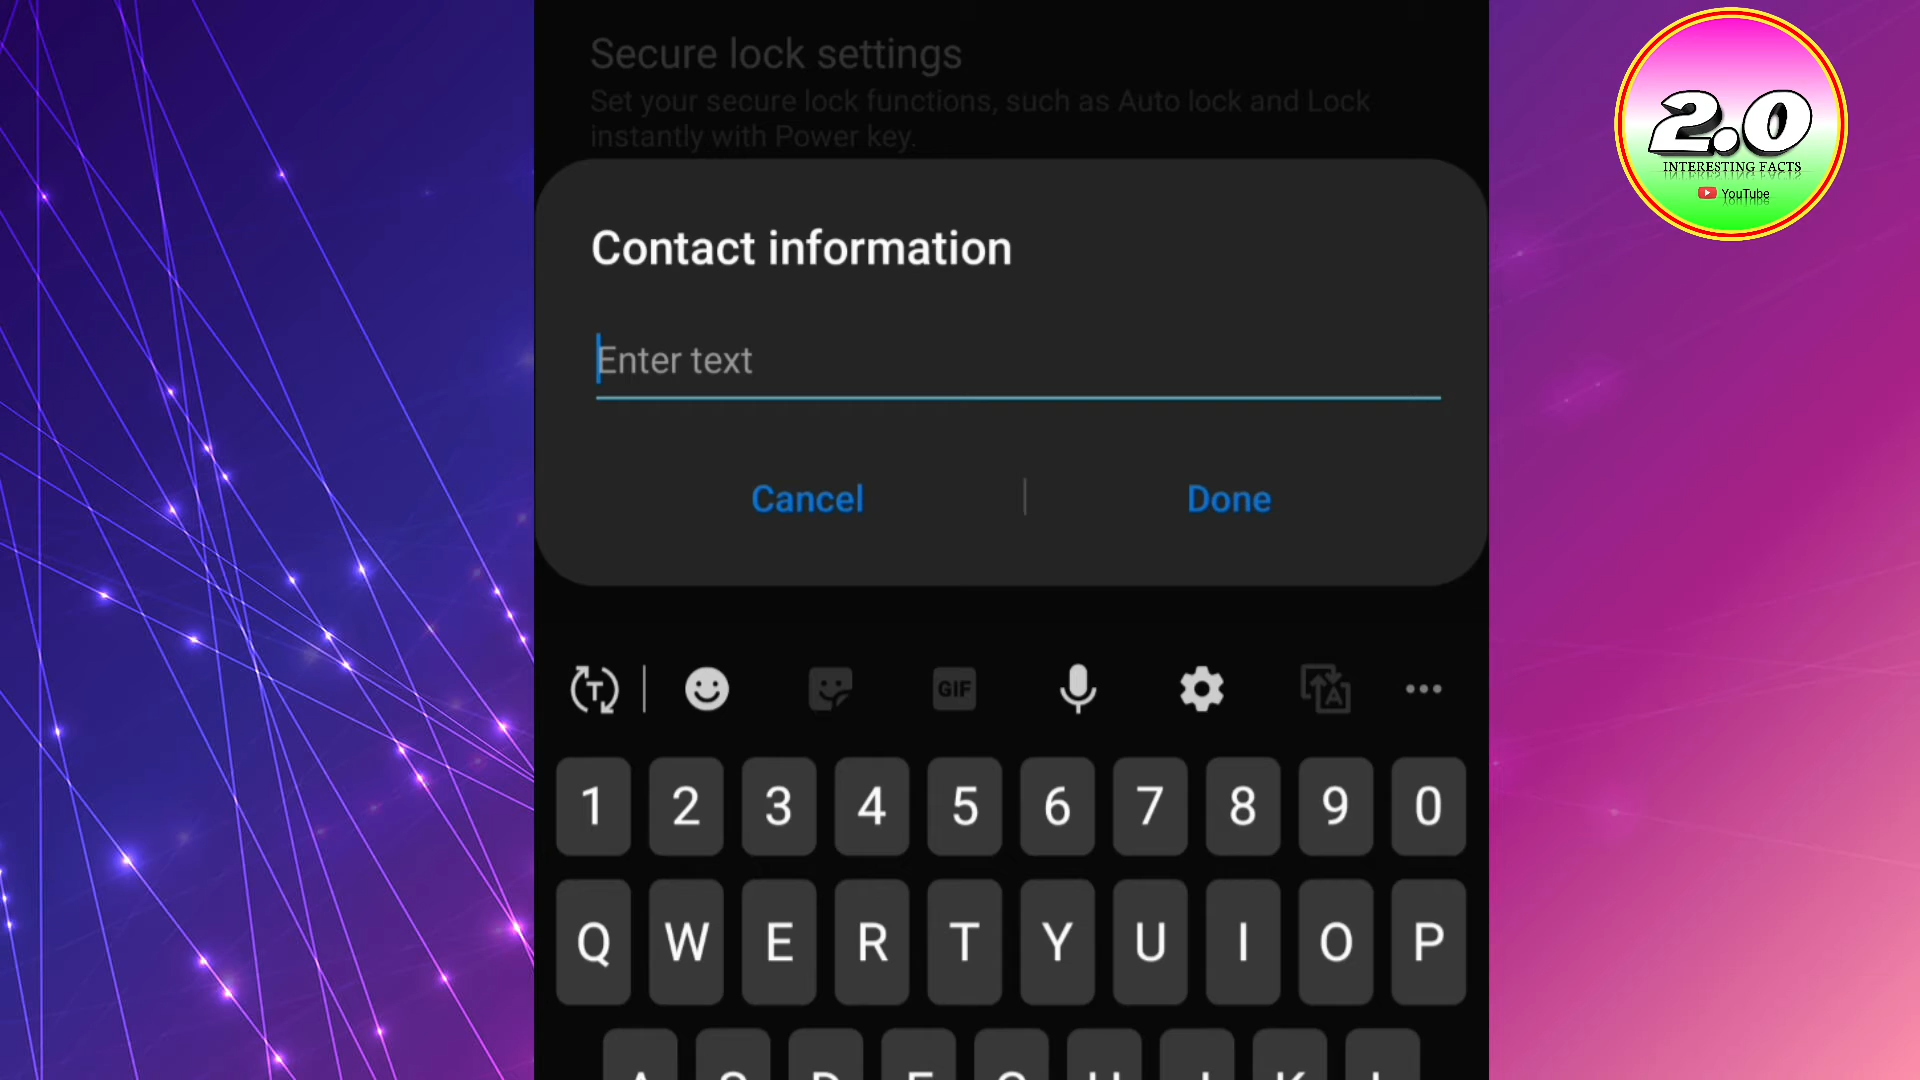 Secure lock settings
Set your secure lock functions, such as Auto lock and Lock
instantly with Power key.
2.0
INTERESTING FACTS
YouTube
Contact information
Enter text
Cancel
Done
GIF
1 2 3 4 5 6 7 8 9 0
Q W E R T Y U I O P